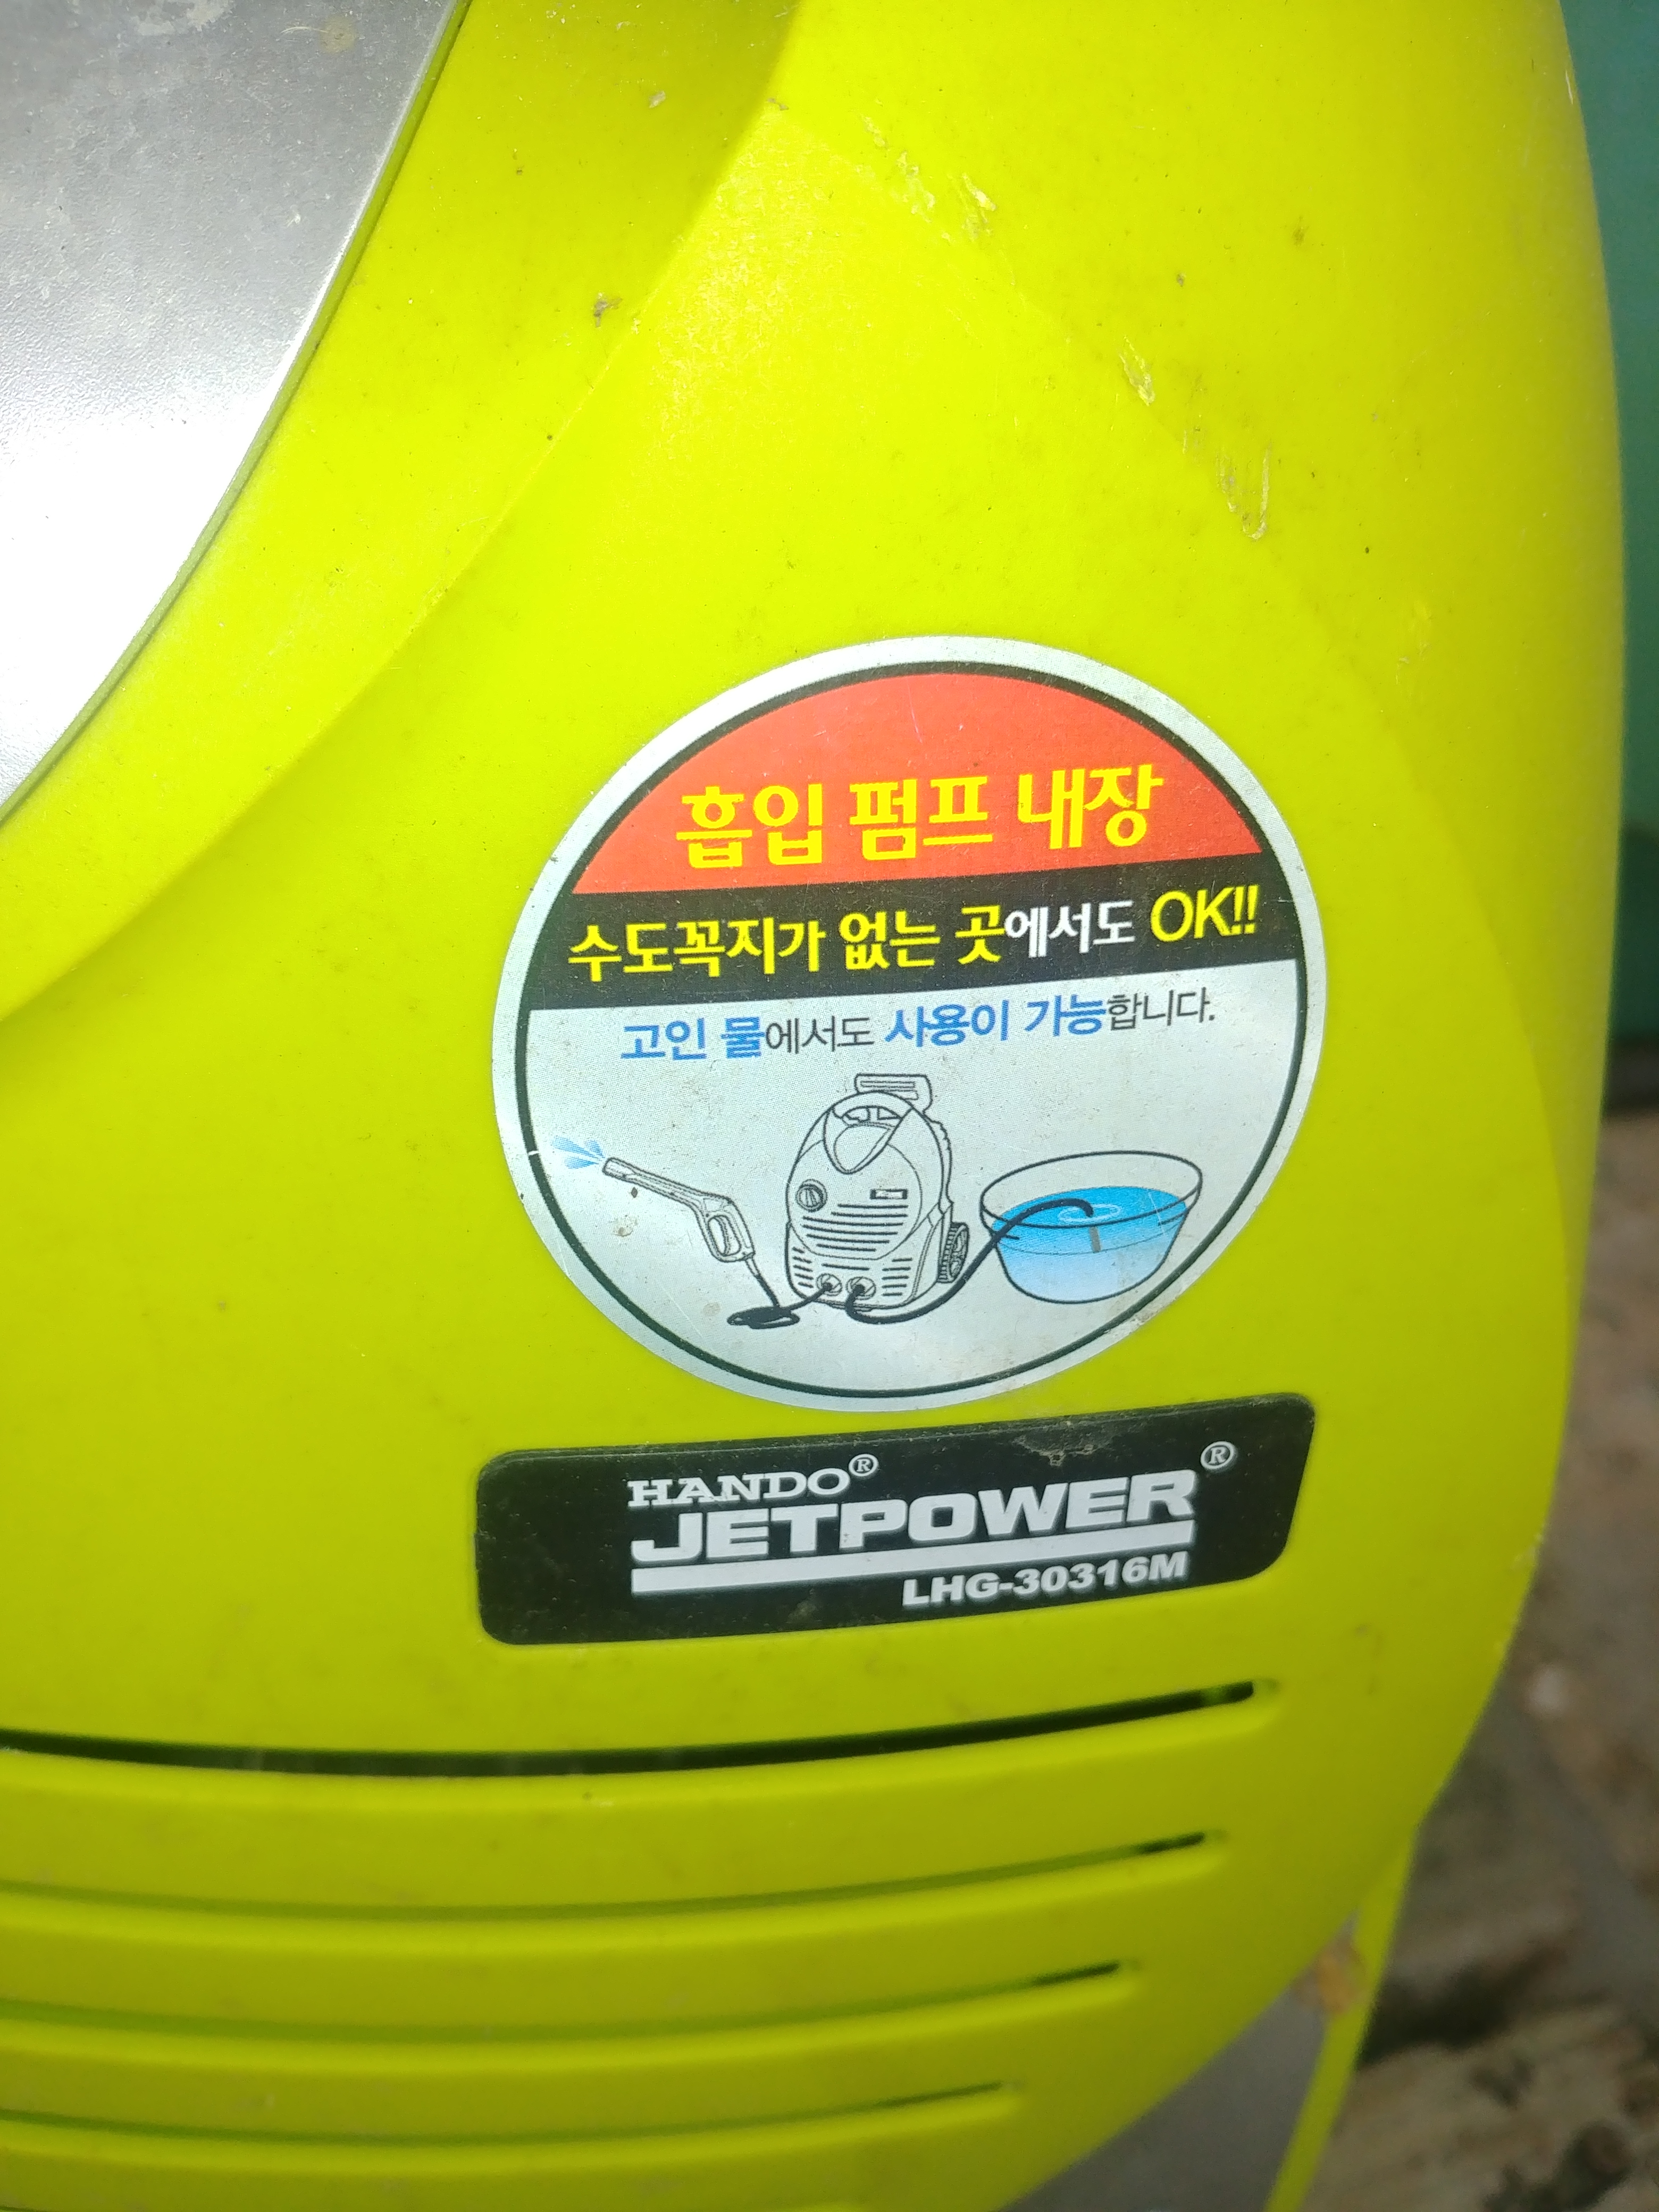 흡입 펌프 내장
수도꼭지가 없는 곳에서도 OK!!
고인 물에서도 사용이 가능합니다.
HANDO®
JETPOWER®
LHG-30316M